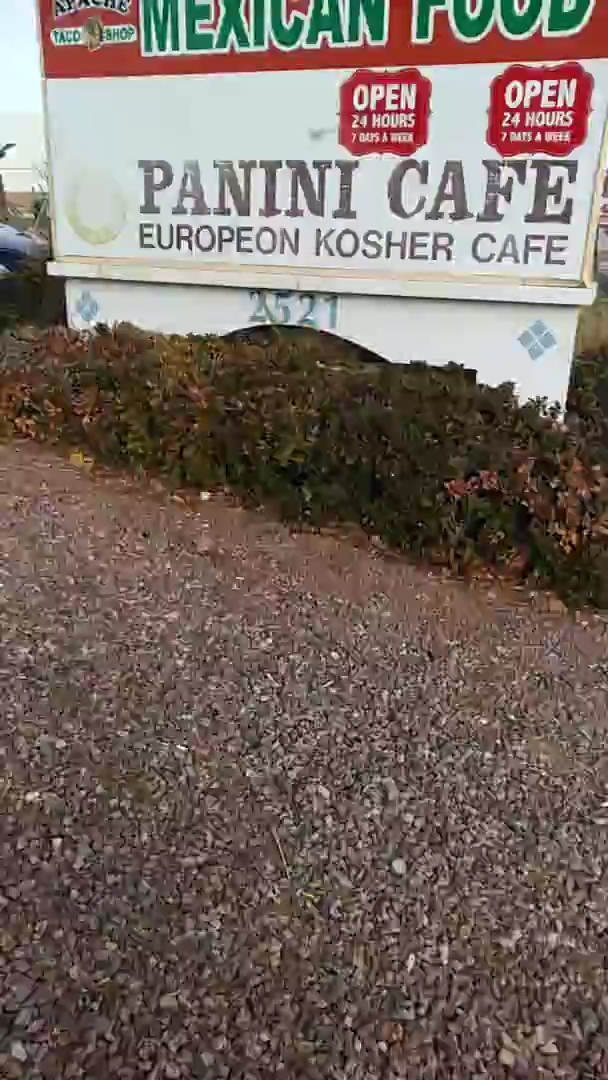 APACHE
TACO SHOP
MEXICAN FOOD
OPEN
24 HOURS
7 DAYS A WEEK
OPEN
24 HOURS
7 DAYS A WEEK
PANINI CAFE
EUROPEON KOSHER CAFE
2521